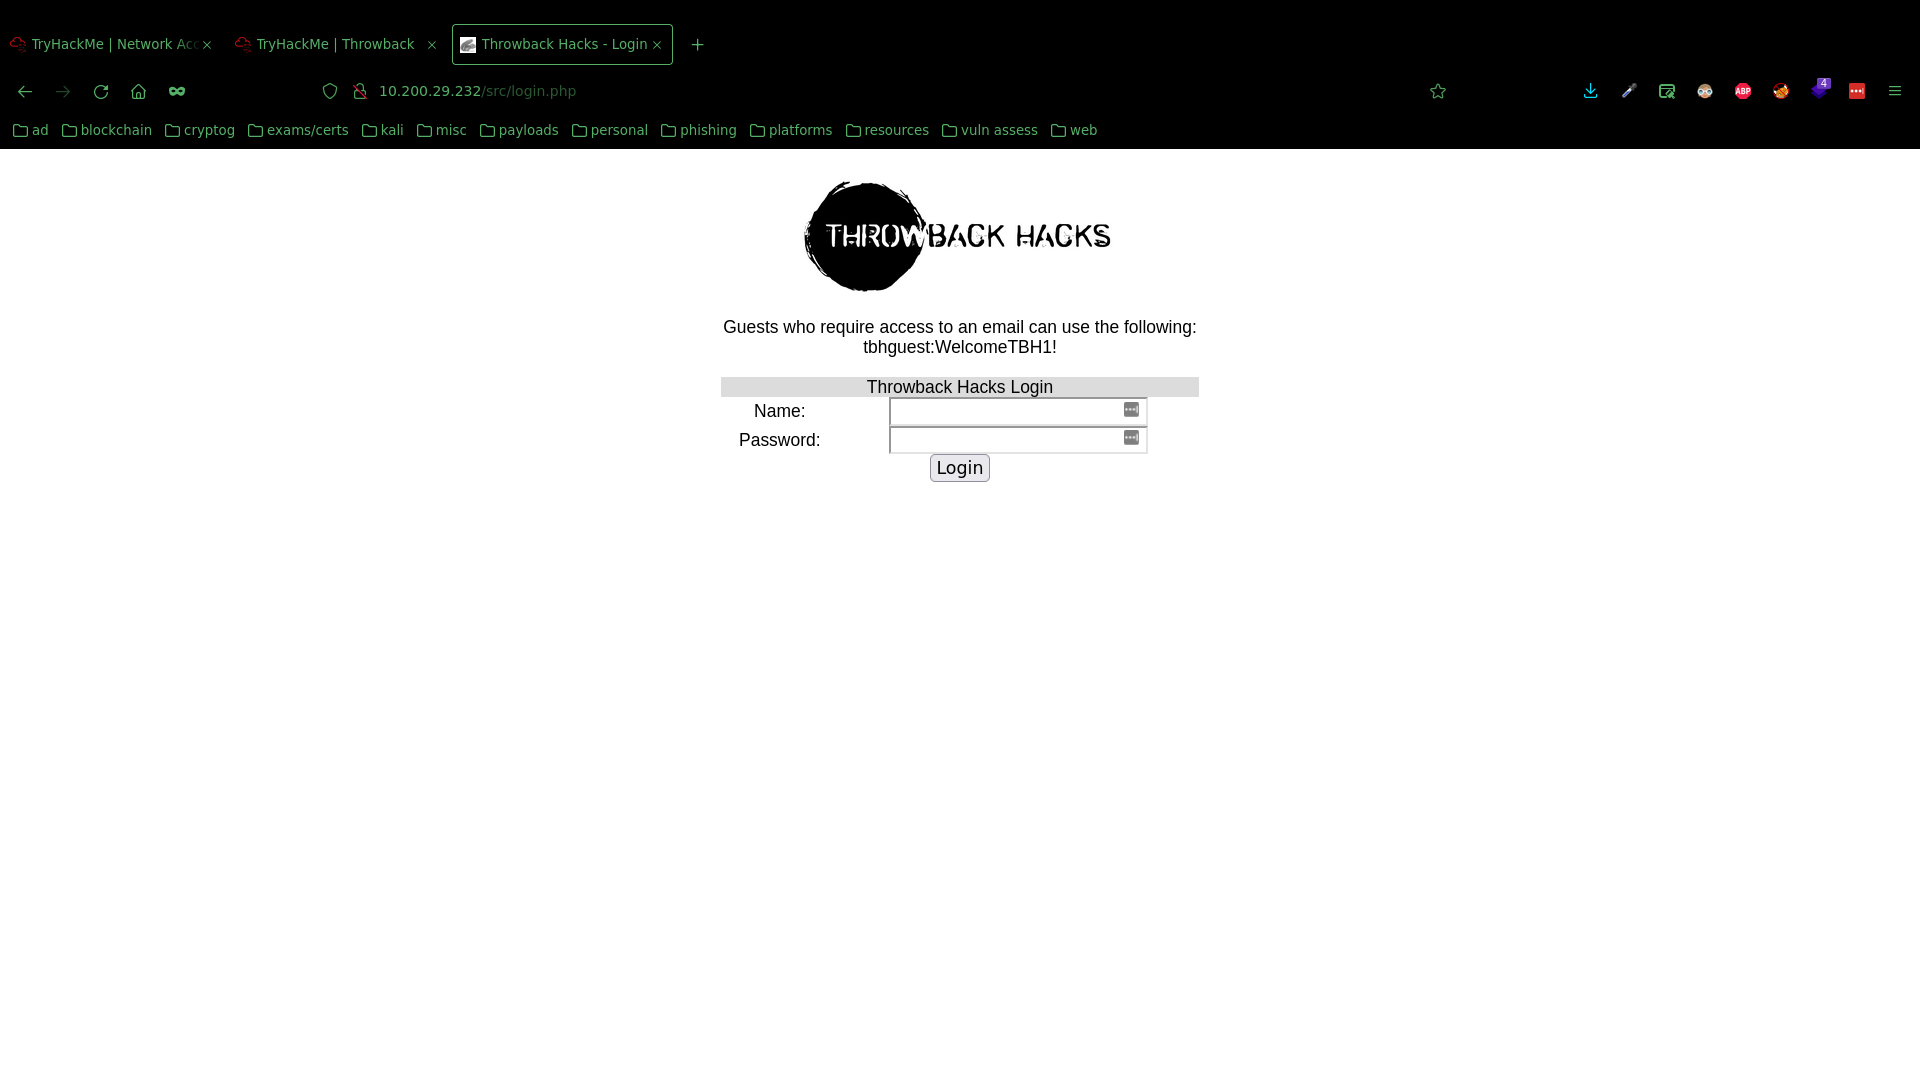 TryHackMe | Network Acc
TryHackMe | Throwback
Throwback Hacks - Login
10.200.29.232/src/login.php
4
ABP
ad
blockchain
cryptog
exams/certs
kali
misc
payloads
personal
phishing
platforms
resources
vuln assess
web
THROWBACK HACKS
Guests who require access to an email can use the following:
tbhguest:WelcomeTBH1!
Throwback Hacks Login
Name:
Password:
Login